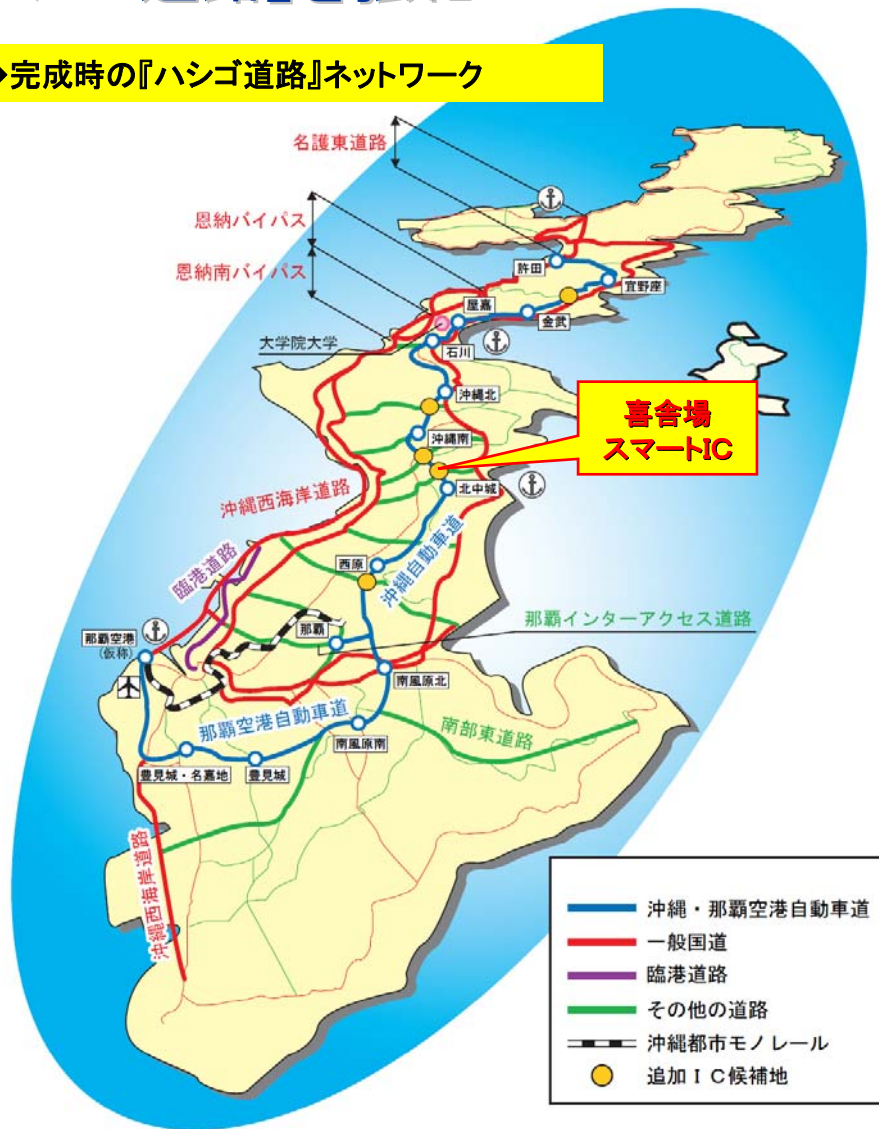 完成時の『ハシゴ道路』ネットワーク
名護東道路
恩納バイパス
恩納南バイパス
許田
宜野座
屋嘉
金武
大学院大学
石川
沖縄北
喜舎場
スマートIC
沖縄南
北中城
沖縄西海岸道路
沖縄自動車道
臨港道路
西原
那覇インターアクセス道路
那覇
那覇空港
(仮称)
南風原北
那覇空港自動車道
南部東道路
南風原南
豊見城・名嘉地
豊見城
沖縄西海岸道路
沖縄・那覇空港自動車道
一般国道
臨港道路
その他の道路
沖縄都市モノレール
追加ＩＣ候補地